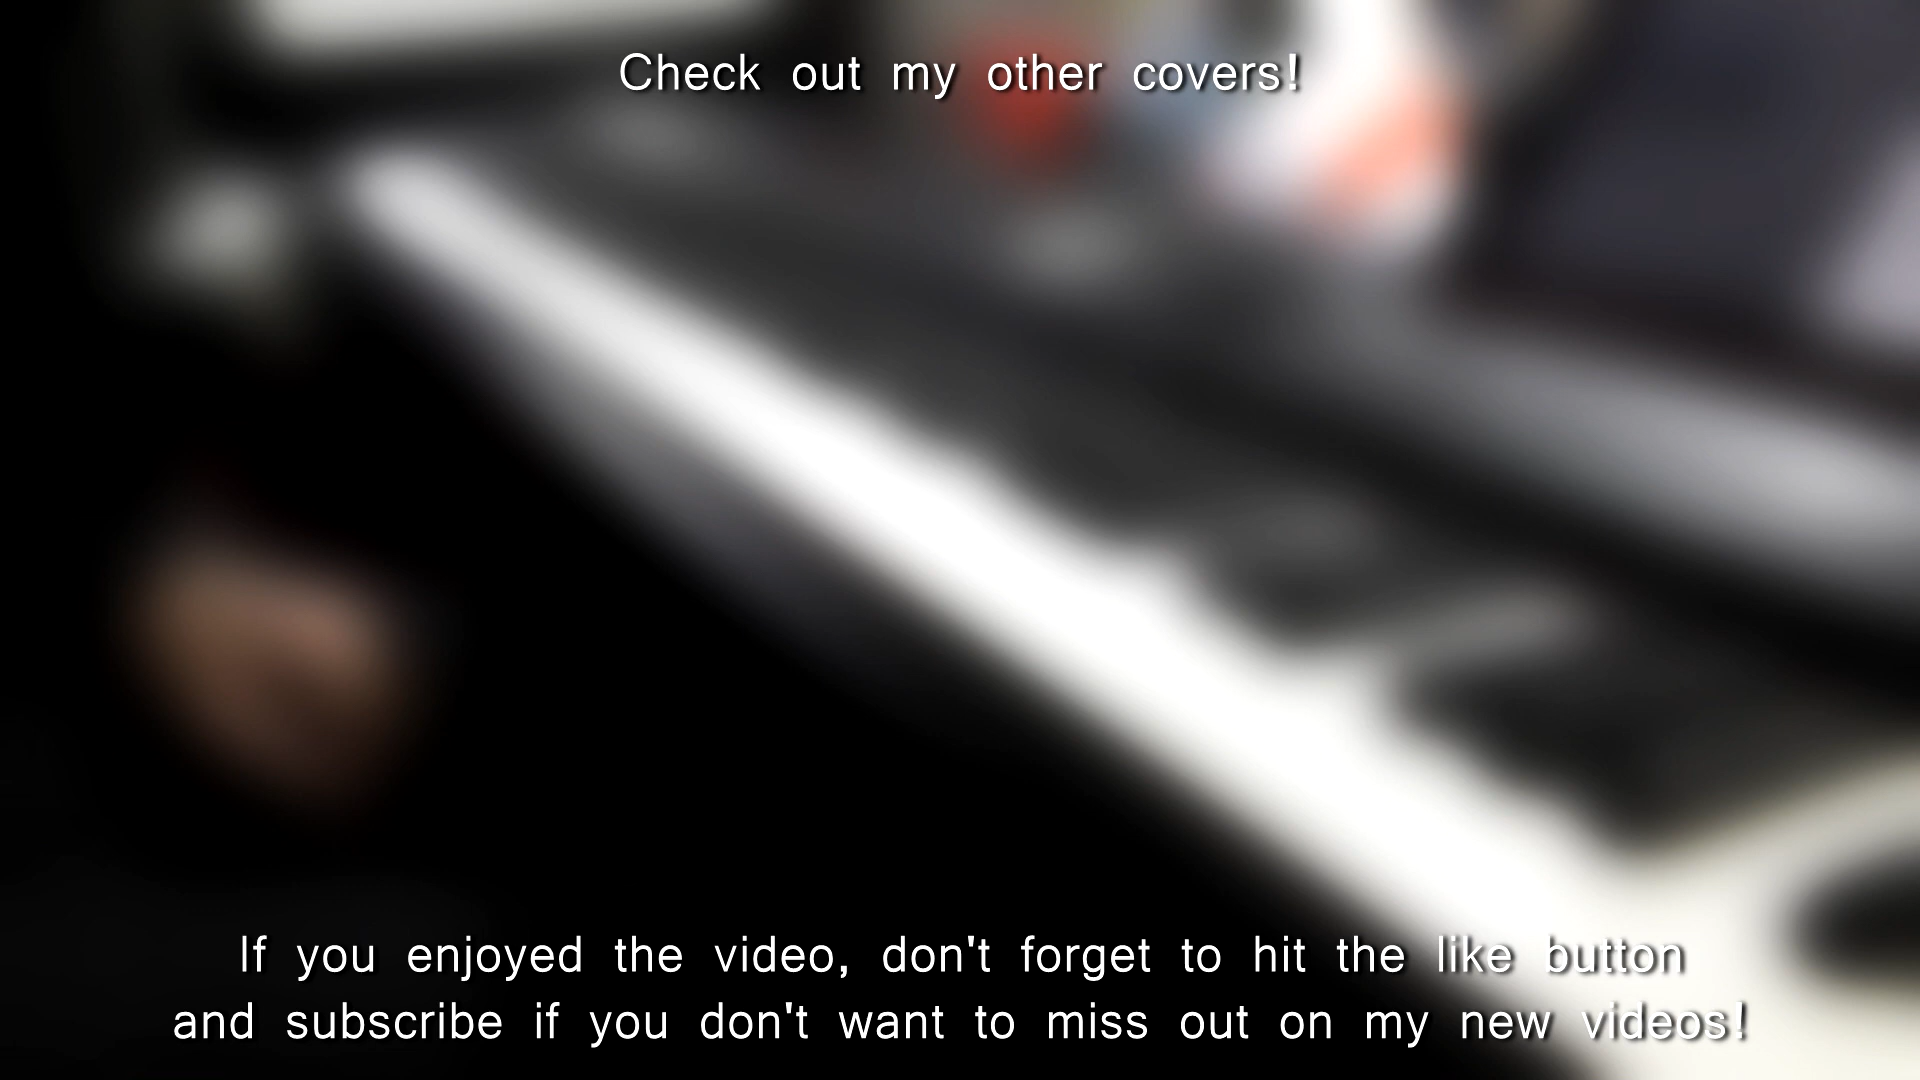 Check out my other covers!
If you enjoyed the video, don't forget to hit the like button
and subscribe if you don't want to miss out on my new videos!